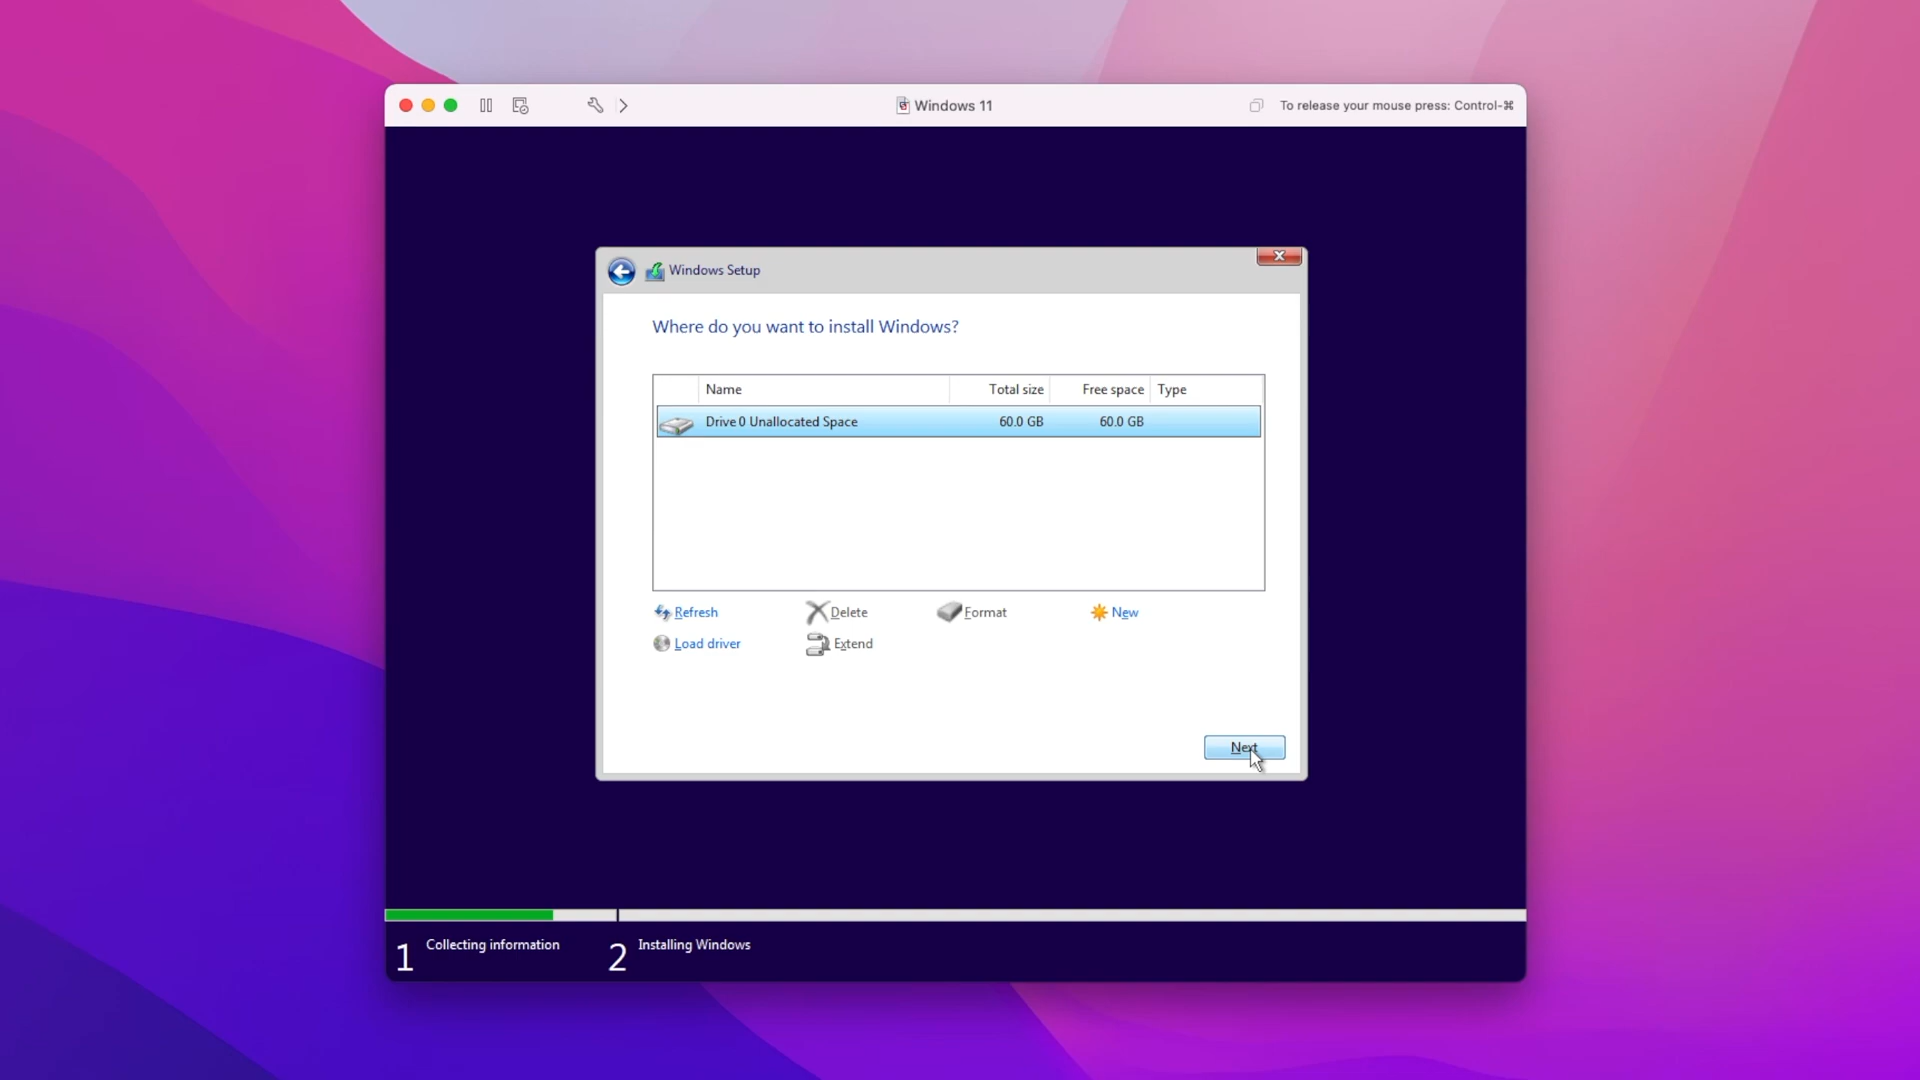 Windows 11
To release your mouse press: Control-⌘
Windows Setup
Where do you want to install Windows?
Name Total size Free space Type
Drive 0 Unallocated Space 60.0 GB 60.0 GB
Refresh Delete Format New
Load driver Extend
Next
1 Collecting information 2 Installing Windows